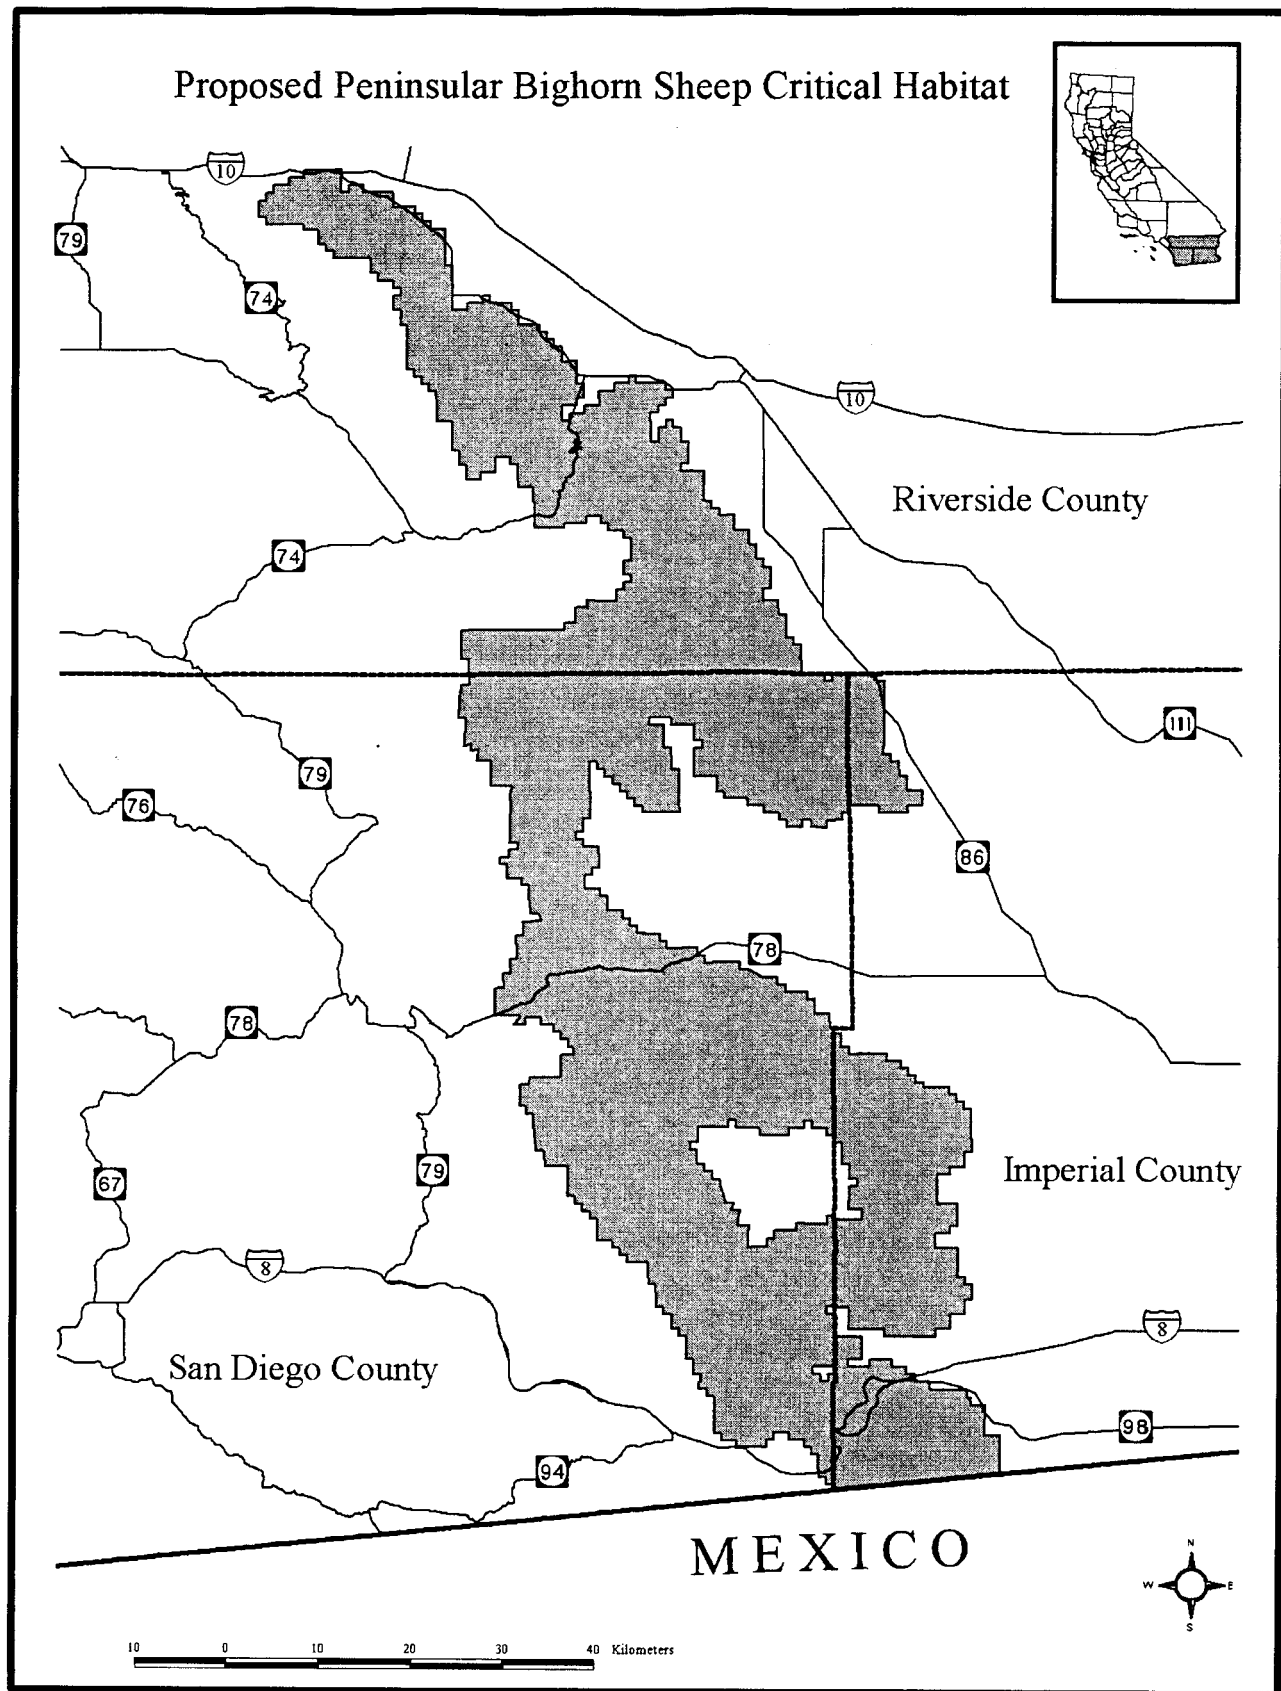 Proposed Peninsular Bighorn Sheep Critical Habitat
10
79
74
10
Riverside County
74
111
79
76
86
78
78
79
67
Imperial County
8
8
San Diego County
98
94
MEXICO
N
W E
S
10 0 10 20 30 40 Kilometers